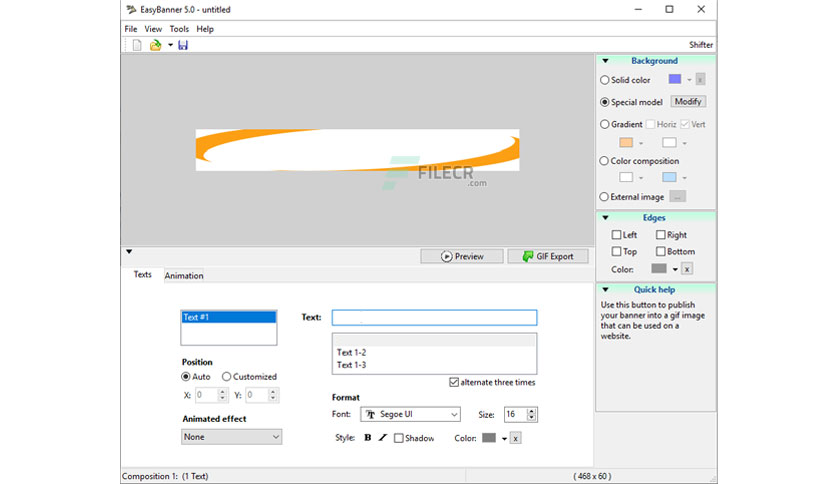 EasyBanner 5.0 - untitled
File View Tools Help
Shifter
FILECR
.com
Background
Solid color x
Special model Modify
Gradient Horiz Vert
Color composition
External image ...
Edges
Left Right
Top Bottom
Color: x
Quick help
Use this button to publish
your banner into a gif image
that can be used on a
website.
Preview GIF Export
Texts Animation
Text #1
Text:
Text 1-2
Text 1-3
alternate three times
Position
Auto Customized
X: 0 Y: 0
Animated effect
None
Format
Font: Segoe UI Size: 16
Style: B I Shadow Color: x
Composition 1: (1 Text) ( 468 x 60 )